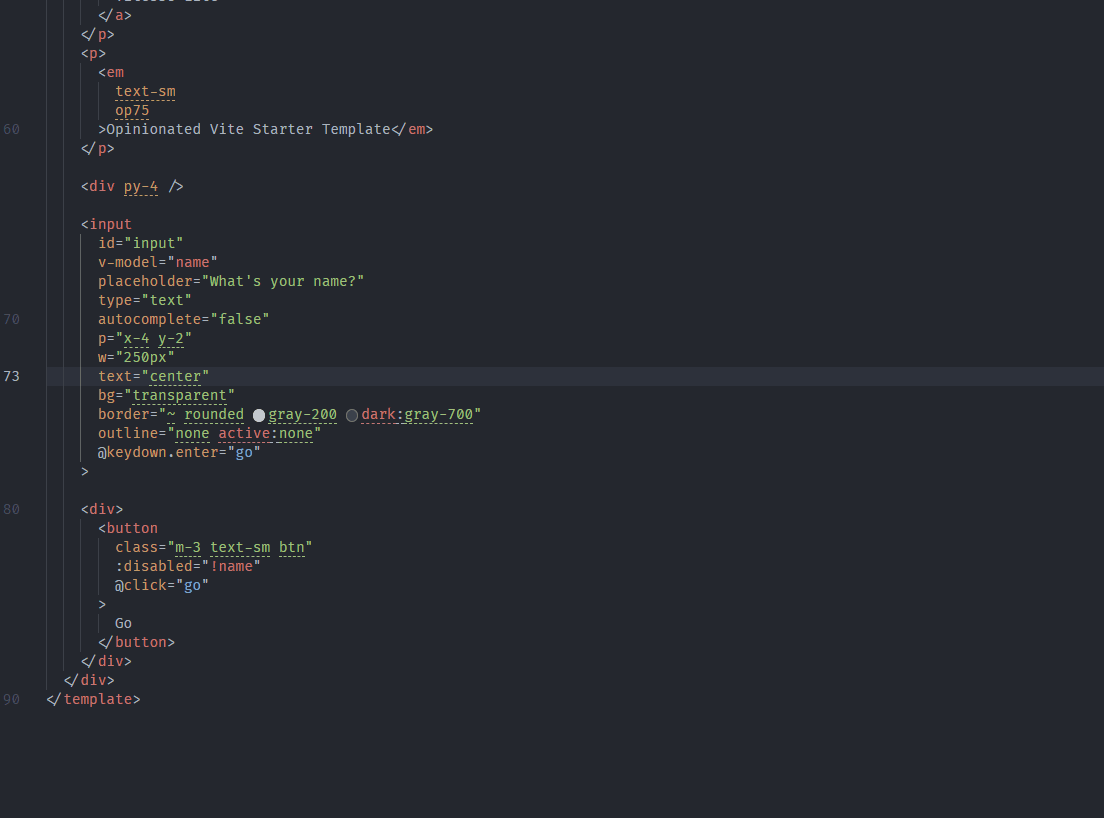 </a>
</p>
<p>
<em
text-sm
op75
60 >Opinionated Vite Starter Template</em>
</p>
<div py-4 />
<input
id="input"
v-model="name"
placeholder="What's your name?"
type="text"
70 autocomplete="false"
p="x-4 y-2"
w="250px"
73 text="center"
bg="transparent"
border="~ rounded gray-200 dark:gray-700"
outline="none active:none"
@keydown.enter="go"
>
80 <div>
<button
class="m-3 text-sm btn"
:disabled="!name"
@click="go"
>
Go
</button>
</div>
</div>
90 </template>